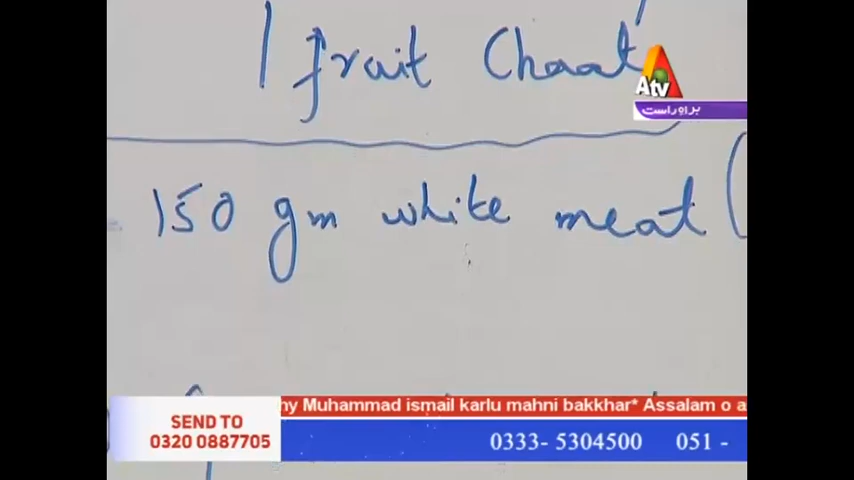 1 fruit Chaat
Atv
براہ راست
150 gm white meat (
SEND TO
0320 0887705
ny Muhammad ismail karlu mahni bakkhar* Assalam o a
0333- 5304500 051 -